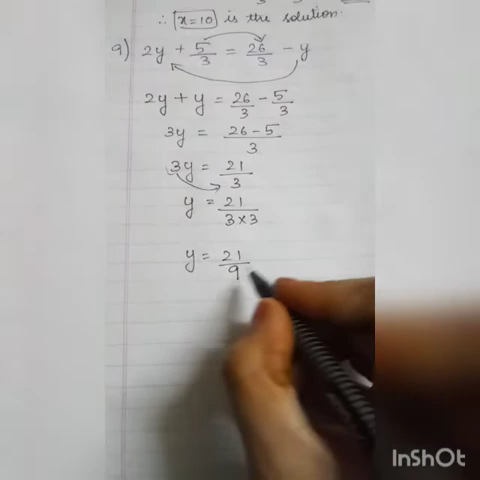 ∴ x=10 is the solution.
9) 2y + 5/3 = 26/3 - y
2y + y = 26/3 - 5/3
3y = 26-5/3
3y = 21/3
y = 21/3×3
y = 21/9
InShOt